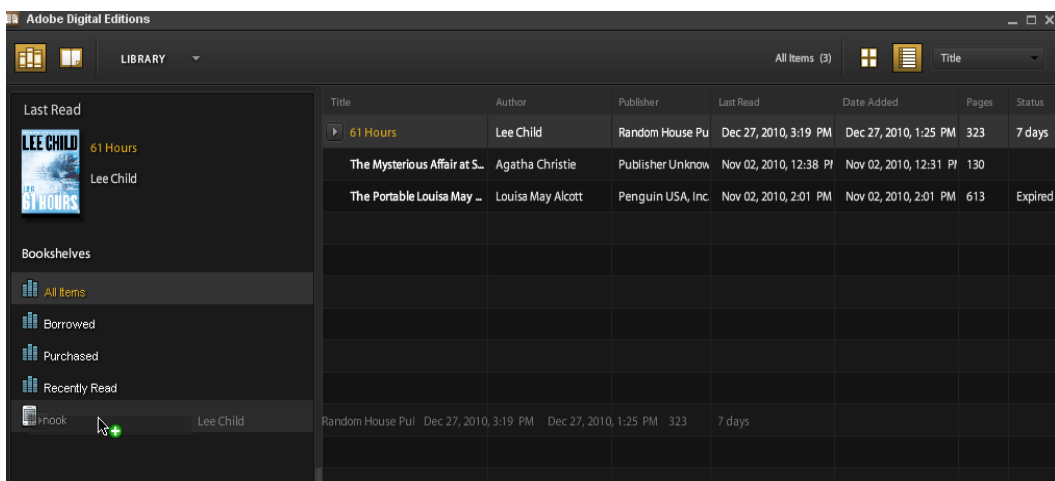 Adobe Digital Editions
LIBRARY All Items (3) Title
Last Read
LEE CHILD
61 HOURS
61 Hours
Lee Child
Bookshelves
All Items
Borrowed
Purchased
Recently Read
nook
Title Author Publisher Last Read Date Added Pages Status
61 Hours Lee Child Random House Pu Dec 27, 2010, 3:19 PM Dec 27, 2010, 1:25 PM 323 7 days
The Mysterious Affair at S... Agatha Christie Publisher Unknow Nov 02, 2010, 12:38 PM Nov 02, 2010, 12:31 PM 130
The Portable Louisa May ... Louisa May Alcott Penguin USA, Inc. Nov 02, 2010, 2:01 PM Nov 02, 2010, 2:01 PM 613 Expired
Lee Child Random House Pul Dec 27, 2010, 3:19 PM Dec 27, 2010, 1:25 PM 323 7 days